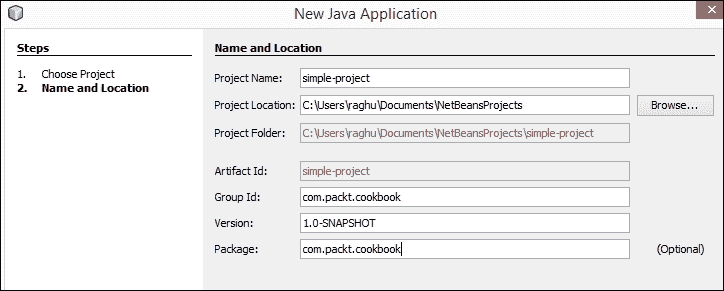 New Java Application
Steps
1. Choose Project
2. Name and Location
Name and Location
Project Name: simple-project
Project Location: C:\Users\raghu\Documents\NetBeansProjects Browse...
Project Folder: C:\Users\raghu\Documents\NetBeansProjects\simple-project
Artifact Id: simple-project
Group Id: com.packt.cookbook
Version: 1.0-SNAPSHOT
Package: com.packt.cookbook (Optional)